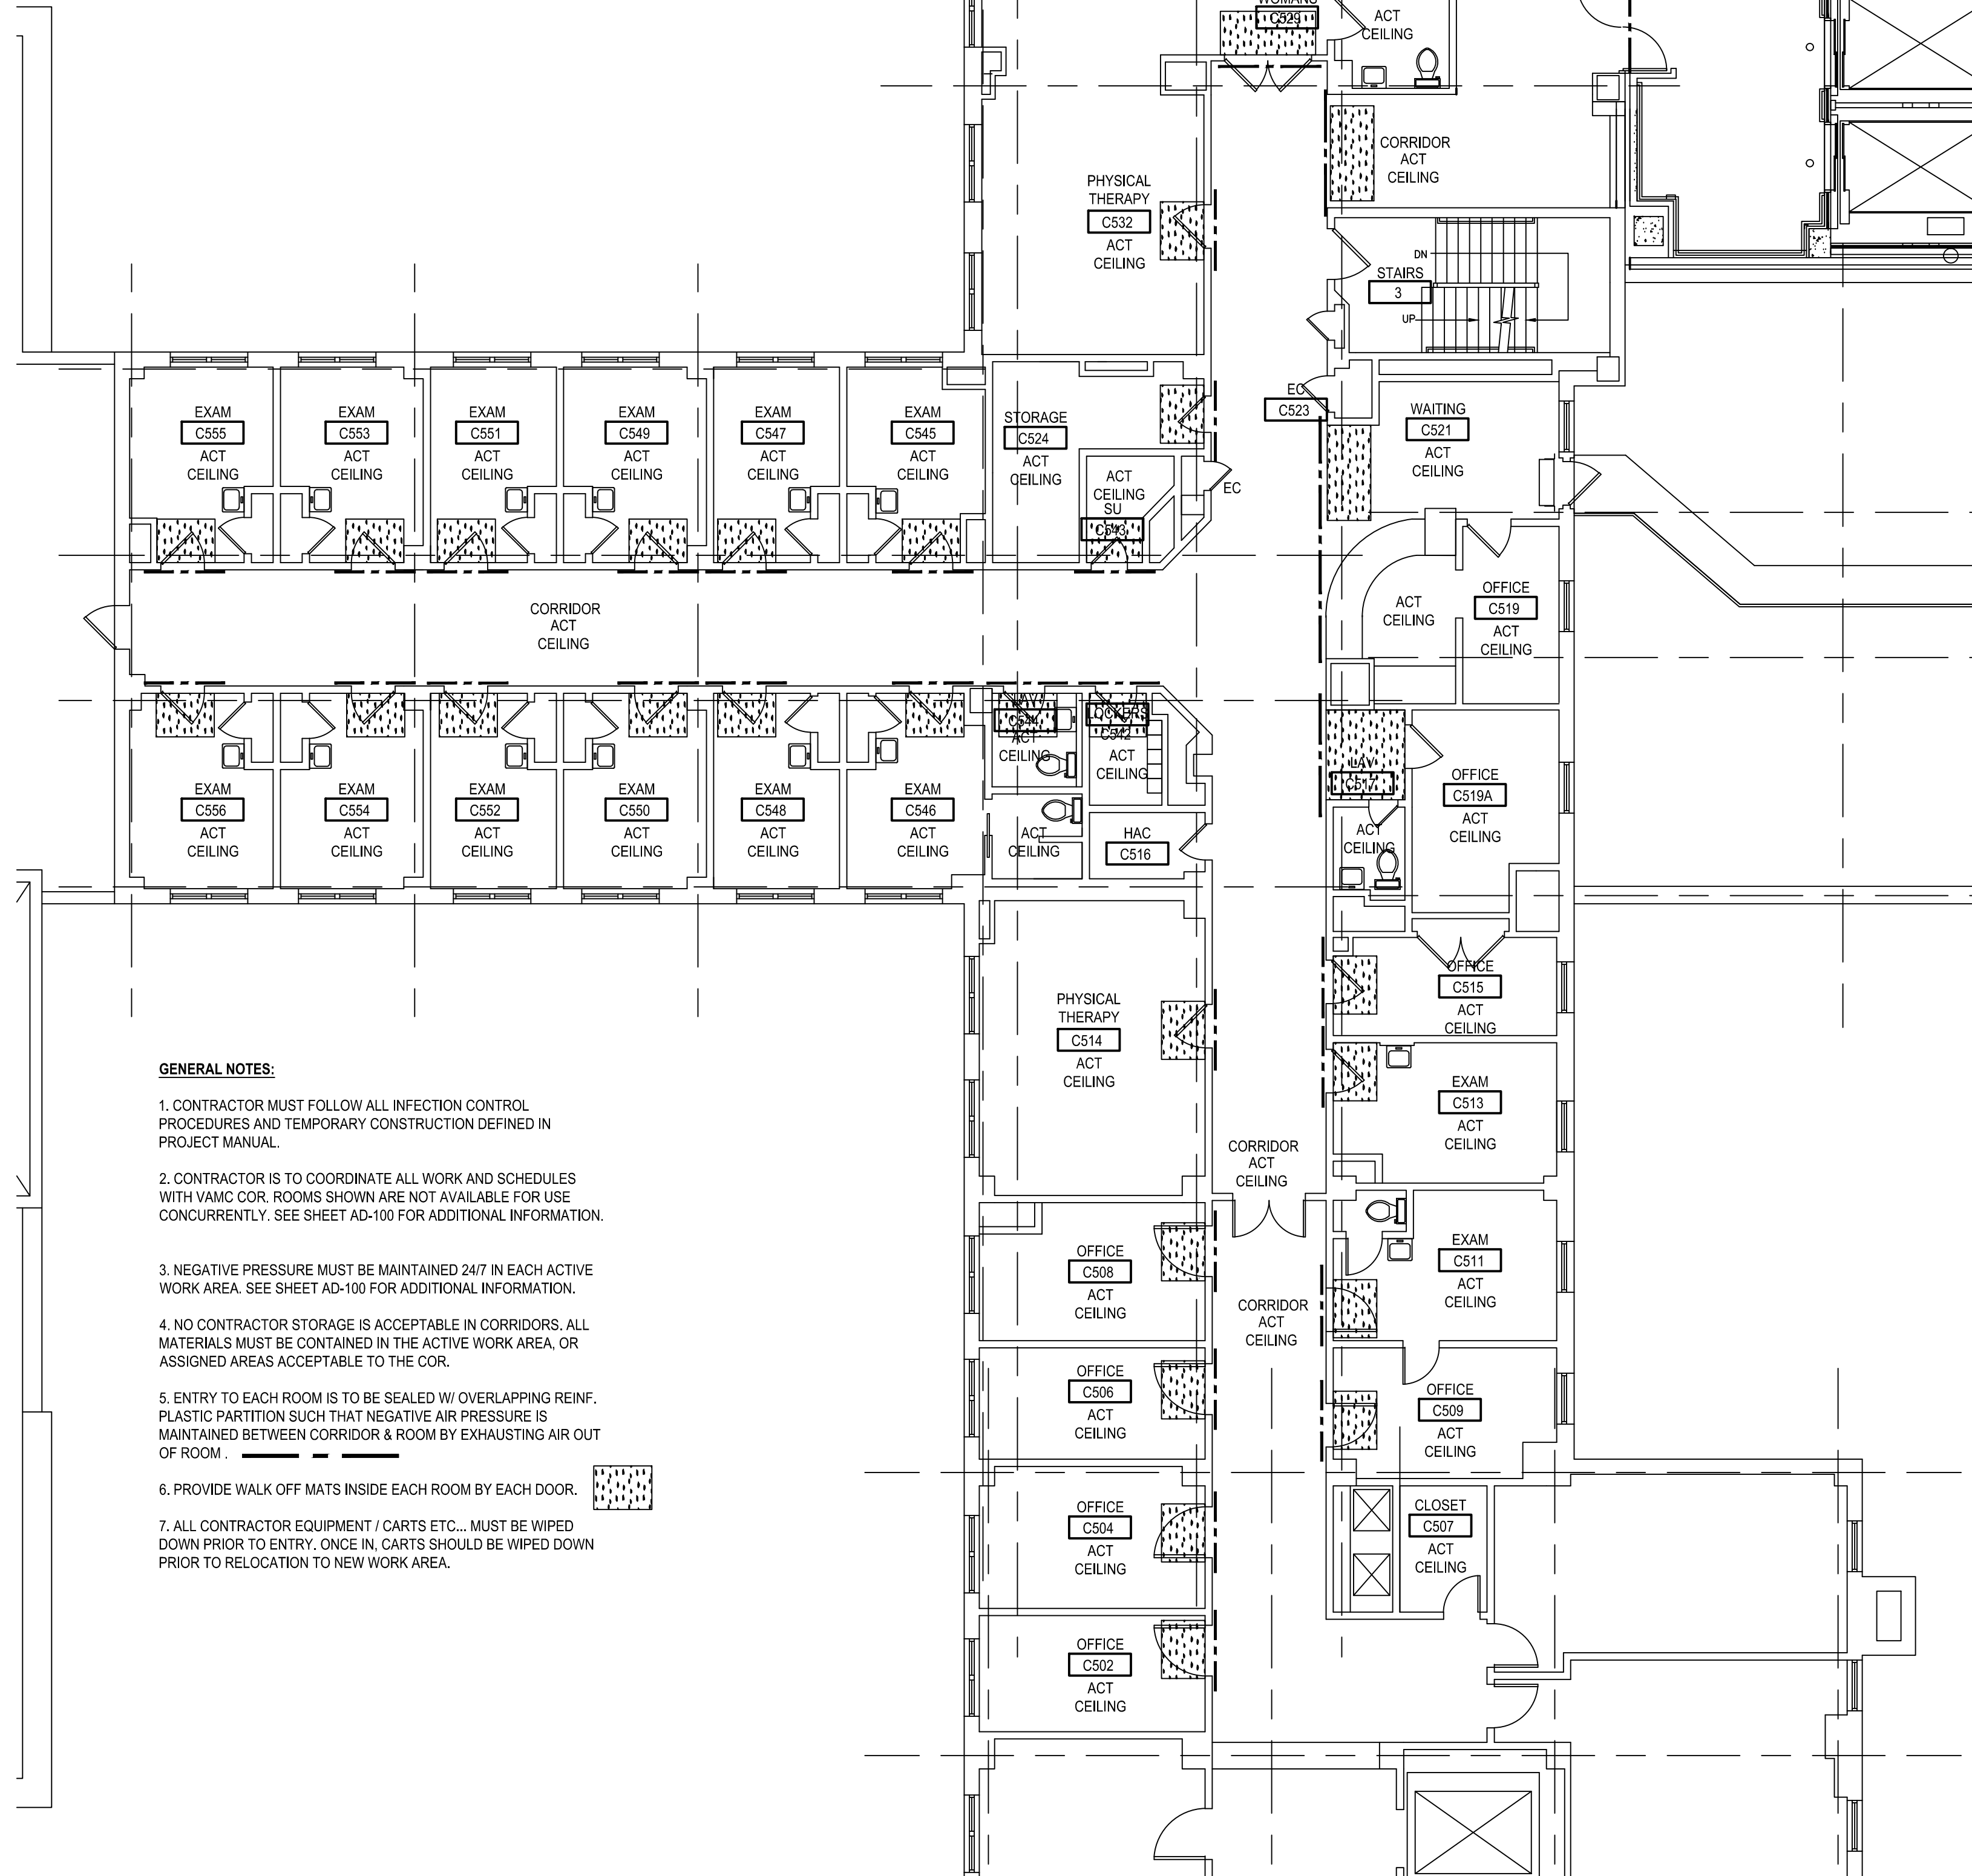 WOMANS
C529
ACT
CEILING
CORRIDOR
ACT
CEILING
PHYSICAL
THERAPY
C532
ACT
CEILING
DN
STAIRS
3
UP
EXAM
C555
ACT
CEILING
EXAM
C553
ACT
CEILING
EXAM
C551
ACT
CEILING
EXAM
C549
ACT
CEILING
EXAM
C547
ACT
CEILING
EXAM
C545
ACT
CEILING
STORAGE
C524
ACT
CEILING
ACT
CEILING
SU
C543
EC
EC
C523
WAITING
C521
ACT
CEILING
CORRIDOR
ACT
CEILING
ACT
CEILING
OFFICE
C519
ACT
CEILING
EXAM
C556
ACT
CEILING
EXAM
C554
ACT
CEILING
EXAM
C552
ACT
CEILING
EXAM
C550
ACT
CEILING
EXAM
C548
ACT
CEILING
EXAM
C546
ACT
CEILING
LAV
C544
ACT
CEILING
LOCKERS
C542
ACT
CEILING
ACT
CEILING
HAC
C516
LAV
C517
ACT
CEILING
OFFICE
C519A
ACT
CEILING
OFFICE
C515
ACT
CEILING
PHYSICAL
THERAPY
C514
ACT
CEILING
EXAM
C513
ACT
CEILING
CORRIDOR
ACT
CEILING
EXAM
C511
ACT
CEILING
OFFICE
C508
ACT
CEILING
CORRIDOR
ACT
CEILING
OFFICE
C506
ACT
CEILING
OFFICE
C509
ACT
CEILING
OFFICE
C504
ACT
CEILING
CLOSET
C507
ACT
CEILING
OFFICE
C502
ACT
CEILING
GENERAL NOTES:
1. CONTRACTOR MUST FOLLOW ALL INFECTION CONTROL
PROCEDURES AND TEMPORARY CONSTRUCTION DEFINED IN
PROJECT MANUAL.
2. CONTRACTOR IS TO COORDINATE ALL WORK AND SCHEDULES
WITH VAMC COR. ROOMS SHOWN ARE NOT AVAILABLE FOR USE
CONCURRENTLY. SEE SHEET AD-100 FOR ADDITIONAL INFORMATION.
3. NEGATIVE PRESSURE MUST BE MAINTAINED 24/7 IN EACH ACTIVE
WORK AREA. SEE SHEET AD-100 FOR ADDITIONAL INFORMATION.
4. NO CONTRACTOR STORAGE IS ACCEPTABLE IN CORRIDORS. ALL
MATERIALS MUST BE CONTAINED IN THE ACTIVE WORK AREA, OR
ASSIGNED AREAS ACCEPTABLE TO THE COR.
5. ENTRY TO EACH ROOM IS TO BE SEALED W/ OVERLAPPING REINF.
PLASTIC PARTITION SUCH THAT NEGATIVE AIR PRESSURE IS
MAINTAINED BETWEEN CORRIDOR & ROOM BY EXHAUSTING AIR OUT
OF ROOM .
6. PROVIDE WALK OFF MATS INSIDE EACH ROOM BY EACH DOOR.
7. ALL CONTRACTOR EQUIPMENT / CARTS ETC... MUST BE WIPED
DOWN PRIOR TO ENTRY. ONCE IN, CARTS SHOULD BE WIPED DOWN
PRIOR TO RELOCATION TO NEW WORK AREA.